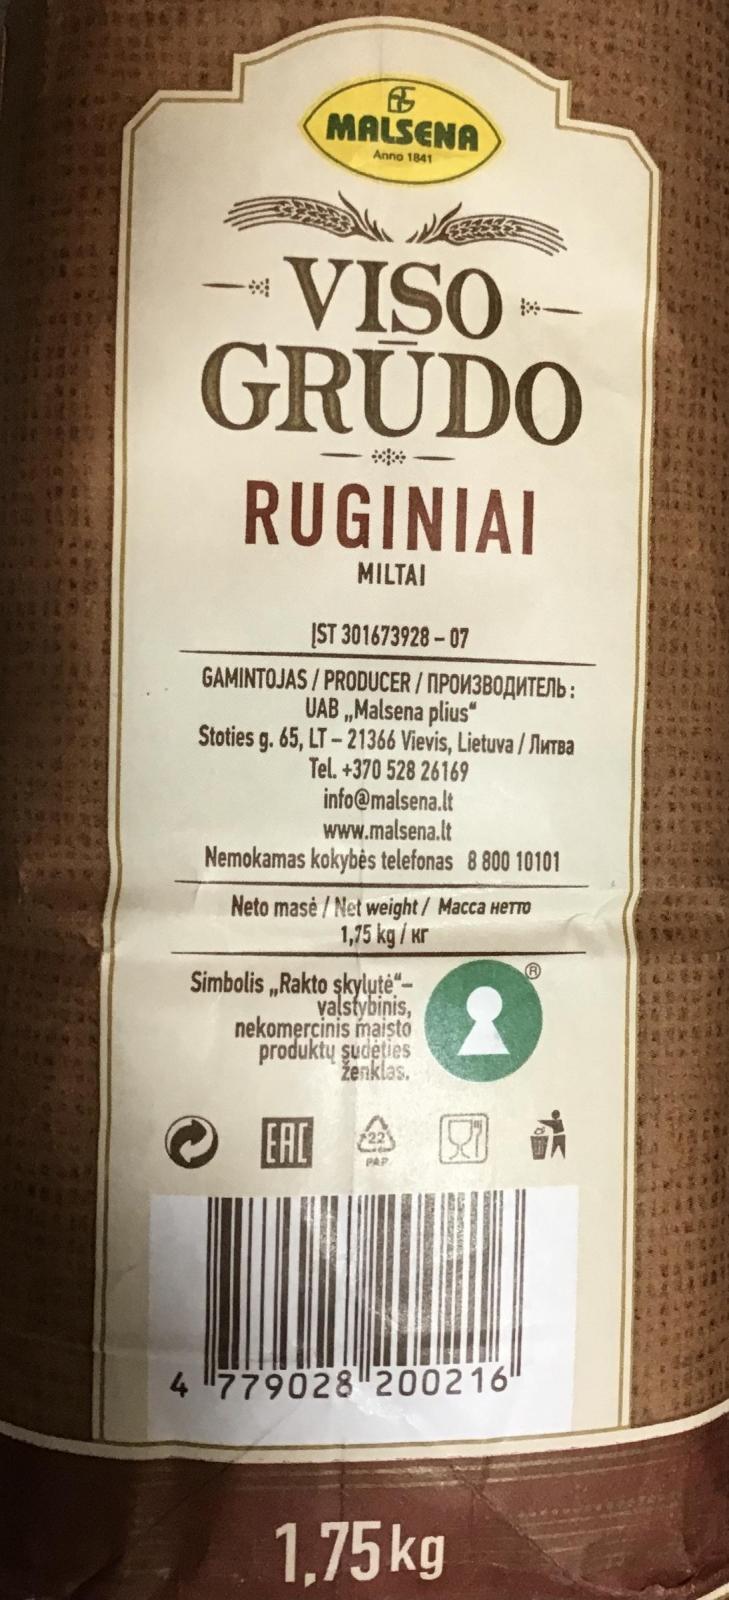 MALSENA
Anno 1841
VISO
GRŪDO
RUGINIAI
MILTAI
ĮST 301673928 – 07
GAMINTOJAS / PRODUCER / ПРОИЗВОДИТЕЛЬ:
UAB „Malsena plius“
Stoties g. 65, LT – 21366 Vievis, Lietuva / Литва
Tel. +370 528 26169
info@malsena.lt
www.malsena.lt
Nemokamas kokybės telefonas 8 800 10101
Neto masė / Net weight / Масса нетто
1,75 kg / кг
Simbolis „Rakto skylutė“–
valstybinis,
nekomercinis maisto
produktų sudėties
ženklas.
®
EAC
22
PAP
4 779028 200216
1,75kg